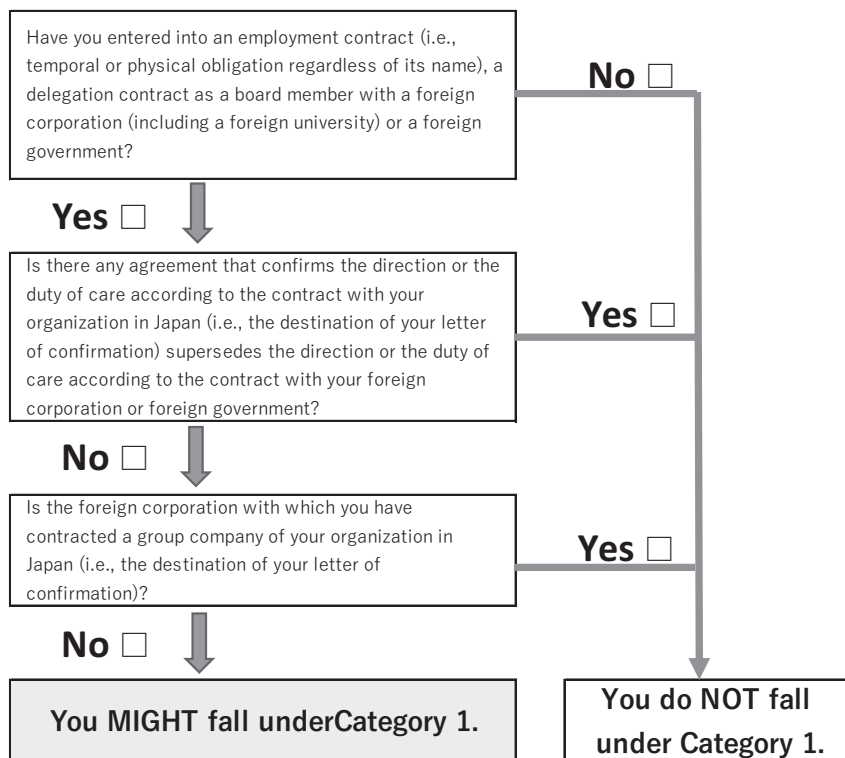 Have you entered into an employment contract (i.e.,
temporal or physical obligation regardless of its name), a
delegation contract as a board member with a foreign
corporation (including a foreign university) or a foreign
government?
No ☐
Yes ☐
Is there any agreement that confirms the direction or the
duty of care according to the contract with your
organization in Japan (i.e., the destination of your letter
of confirmation) supersedes the direction or the duty of
care according to the contract with your foreign
corporation or foreign government?
Yes ☐
No ☐
Is the foreign corporation with which you have
contracted a group company of your organization in
Japan (i.e., the destination of your letter of
confirmation)?
Yes ☐
No ☐
You MIGHT fall underCategory 1.
You do NOT fall
under Category 1.